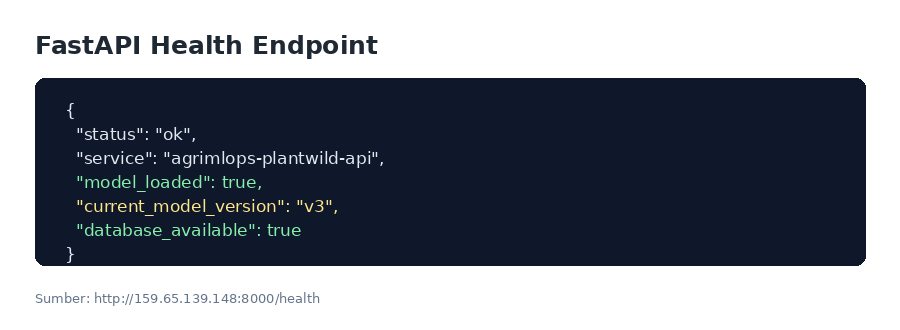 FastAPI Health Endpoint
{
"status": "ok",
"service": "agrimlops-plantwild-api",
"model_loaded": true,
"current_model_version": "v3",
"database_available": true
}
Sumber: http://159.65.139.148:8000/health